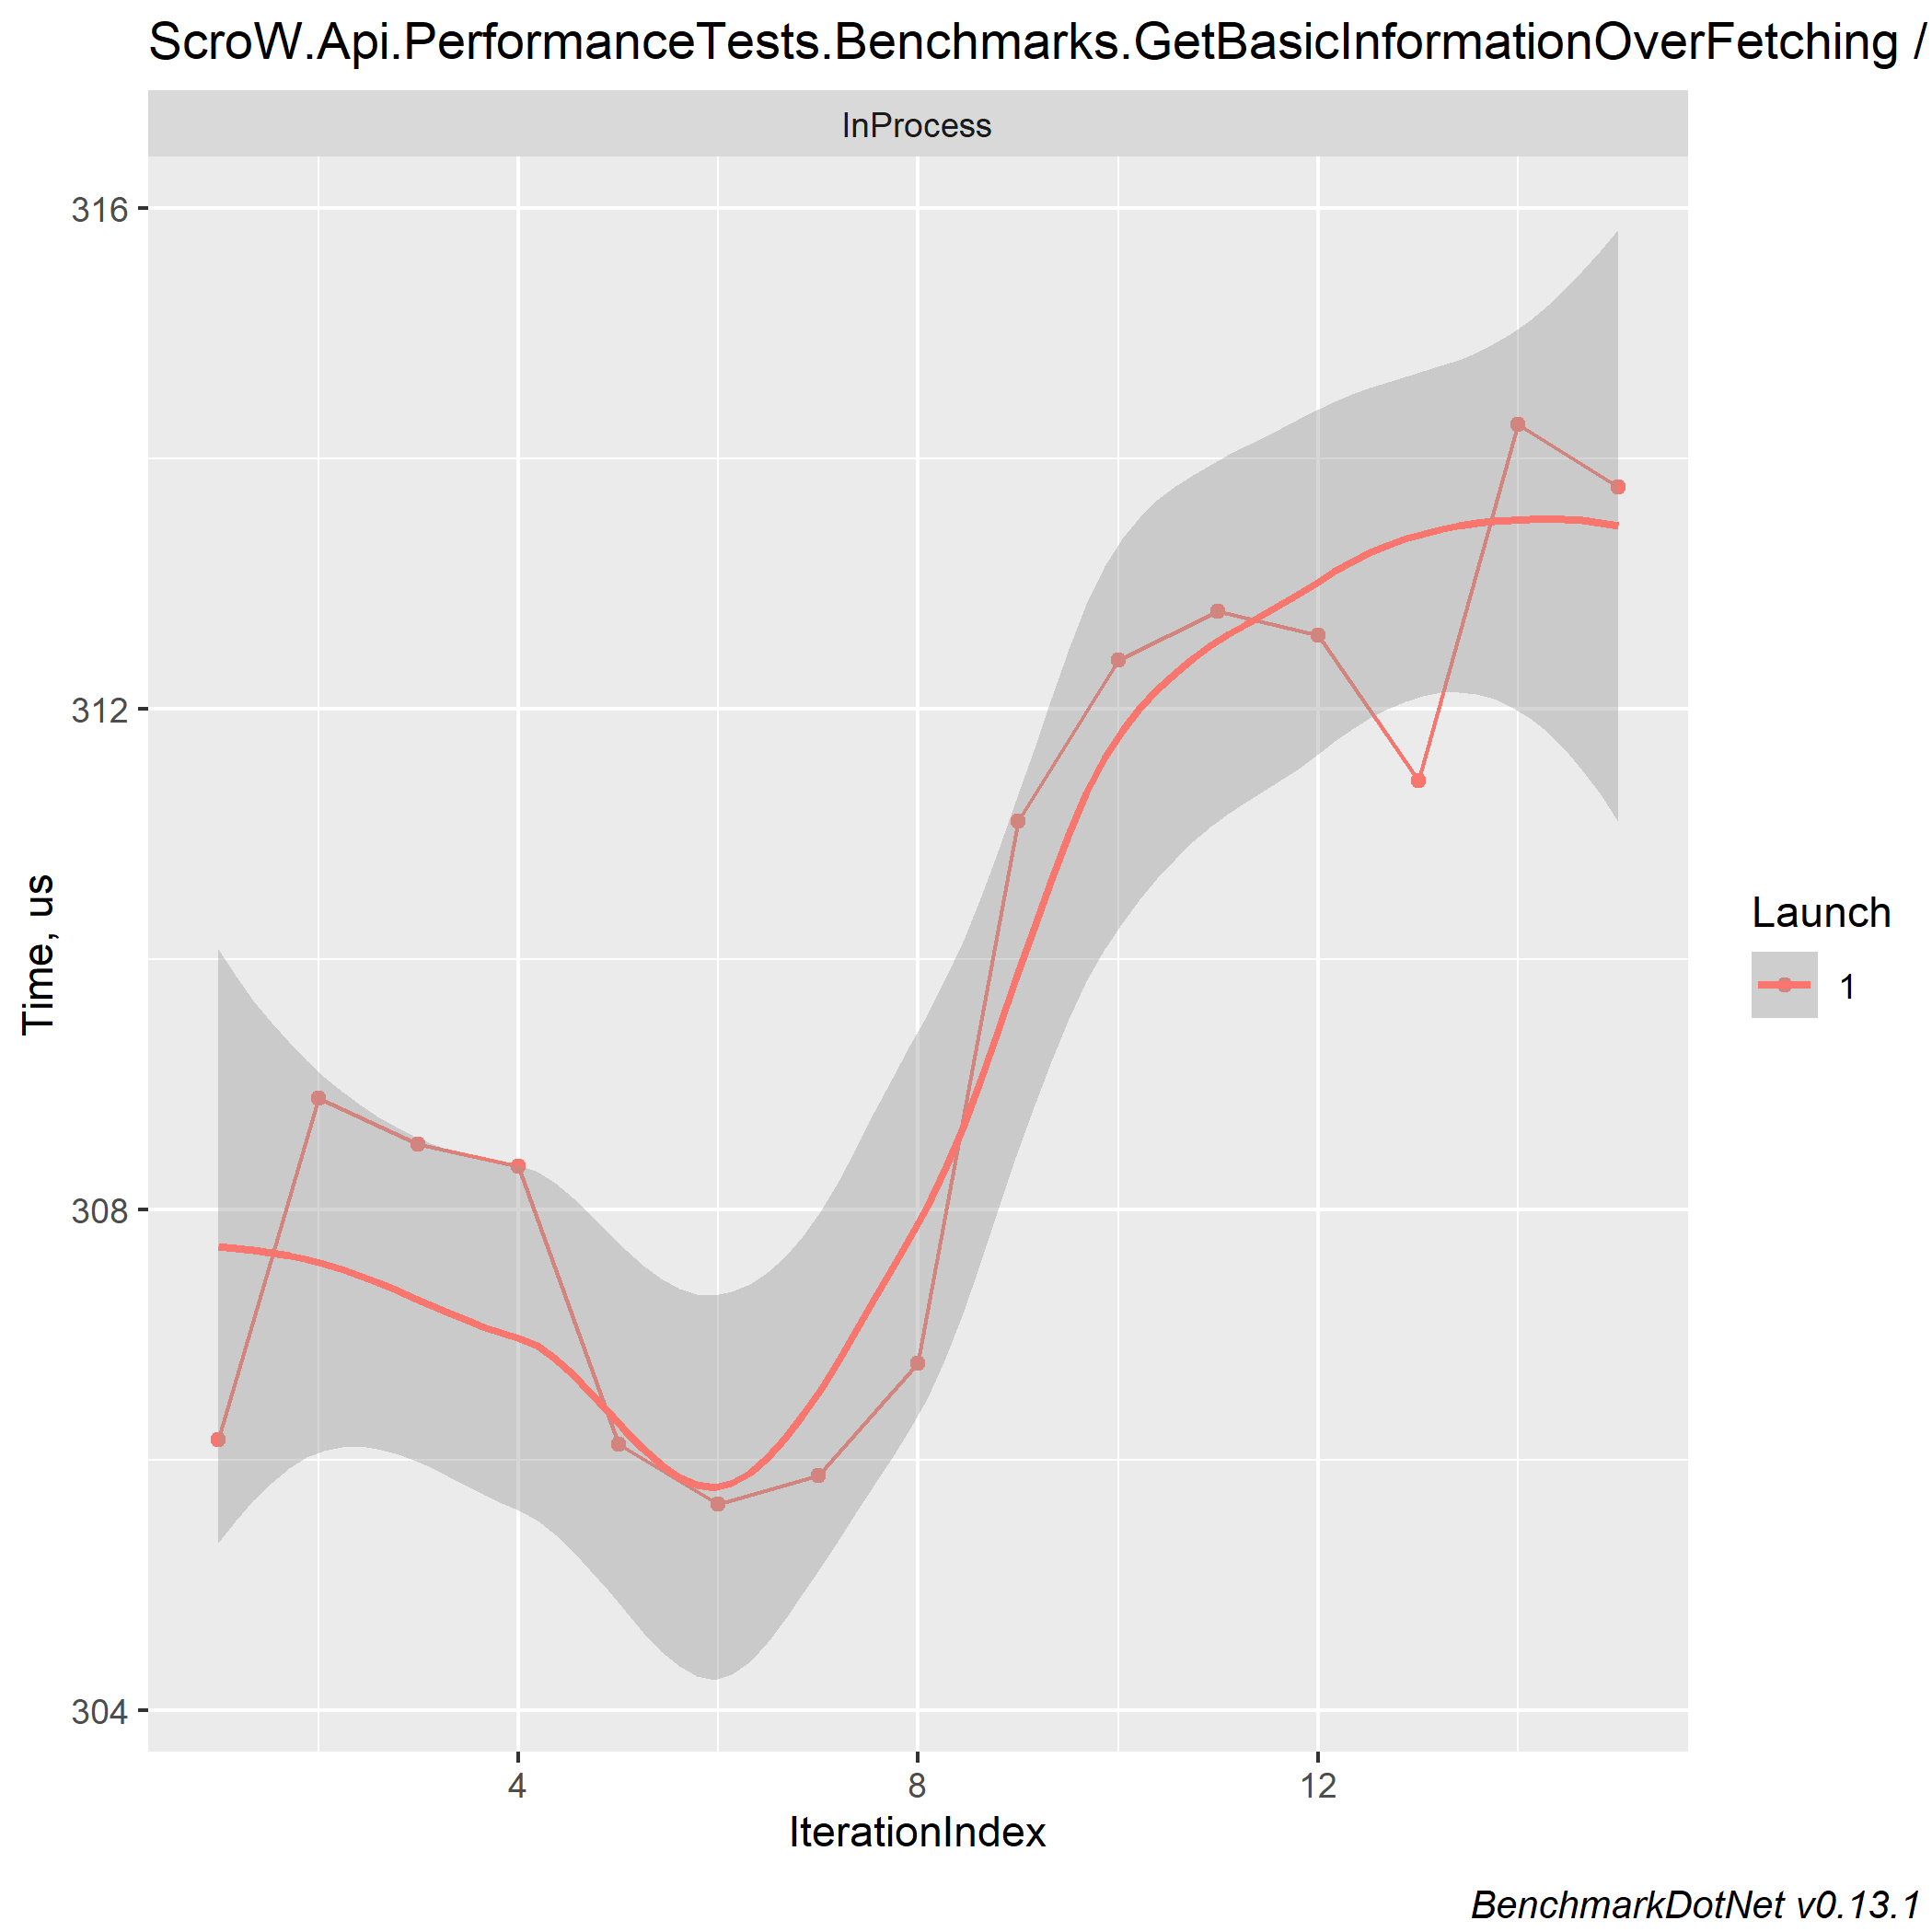 ScroW.Api.PerformanceTests.Benchmarks.GetBasicInformationOverFetching /
InProcess
316
312
308
304
Time, us
4
8
12
IterationIndex
Launch
1
BenchmarkDotNet v0.13.1